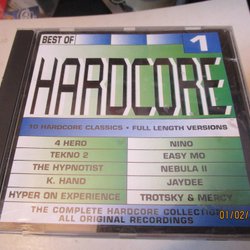 BEST OF
1
HARDCORE
10 HARDCORE CLASSICS • FULL LENGTH VERSIONS
4 HERO NINO
TEKNO 2 EASY MO
THE HYPNOTIST NEBULA II
K. HAND JAYDEE
HYPER ON EXPERIENCE TROTSKY & MERCY
THE COMPLETE HARDCORE COLLECTION
ALL ORIGINAL RECORDINGS
01/02/